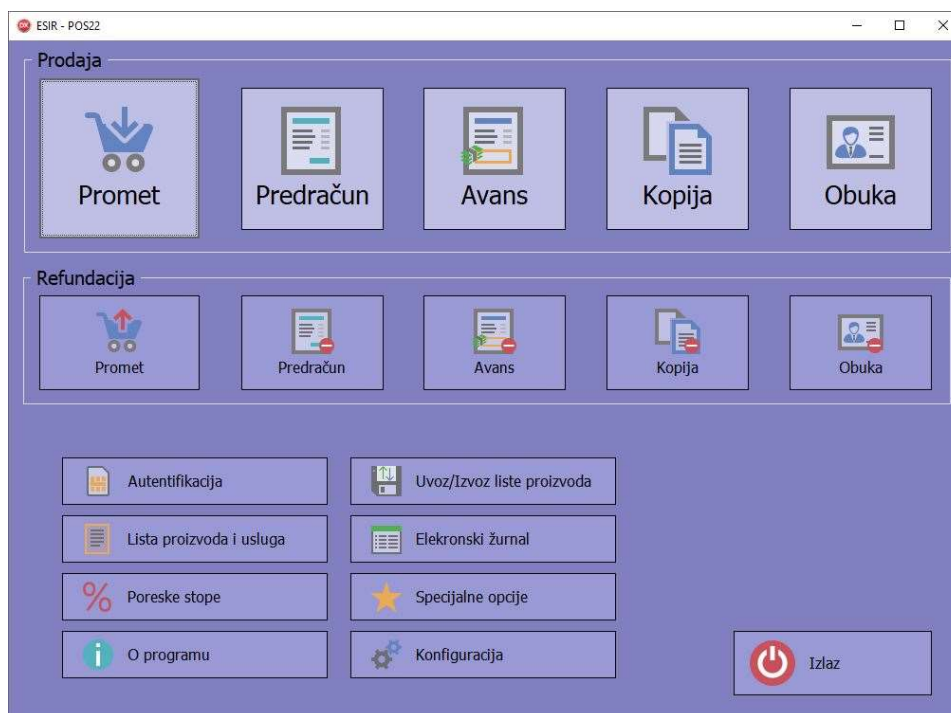 ESIR - POS22
Prodaja
Promet
Predračun
Avans
Kopija
Obuka
Refundacija
Promet
Predračun
Avans
Kopija
Obuka
Autentifikacija
Uvoz/Izvoz liste proizvoda
Lista proizvoda i usluga
Elekronski žurnal
Poreske stope
Specijalne opcije
O programu
Konfiguracija
Izlaz